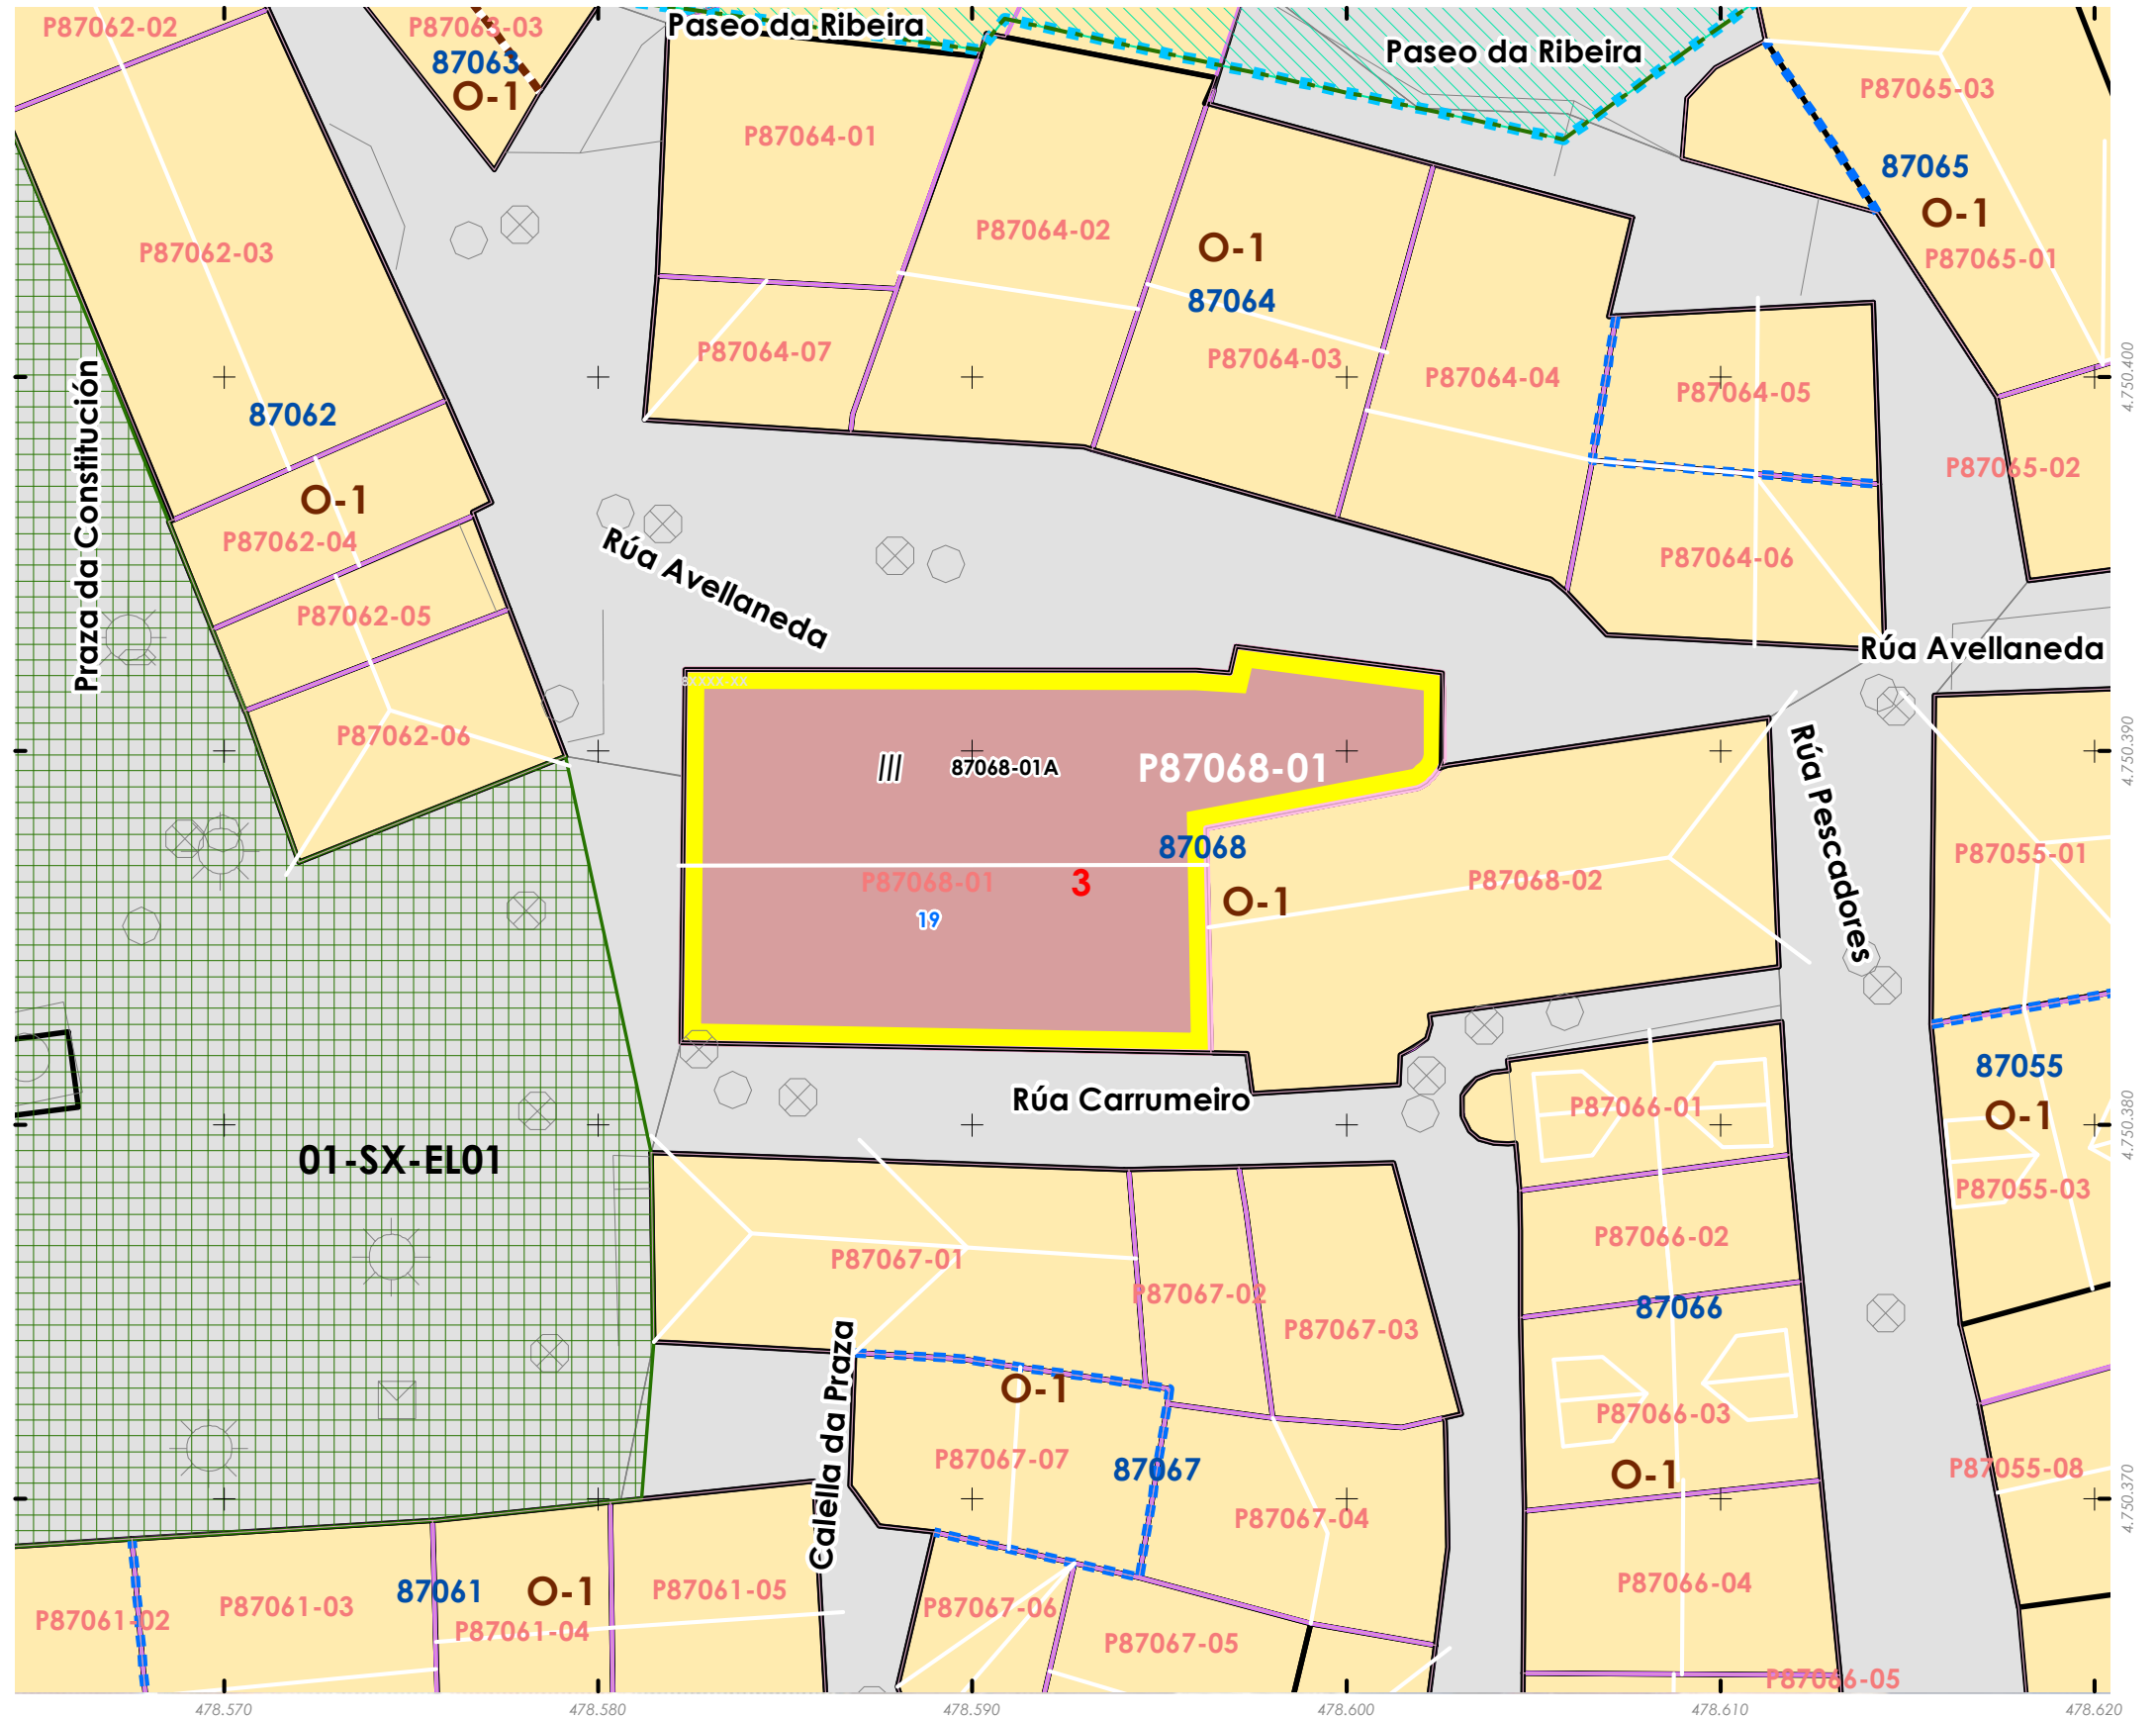 P87062-02
P87063-03
87063
O-1
Paseo da Ribeira
Paseo da Ribeira
P87065-03
P87064-01
87065
O-1
P87065-01
P87062-03
P87064-02
O-1
87064
P87064-07
P87064-03
P87064-04
P87064-05
4.750.400
Praza da Constitución
87062
O-1
P87062-04
P87065-02
Rúa Avellaneda
P87064-06
P87062-05
Rúa Avellaneda
P87062-06
III
87068-01A
P87068-01
4.750.390
Rúa Pescadores
87068
P87068-01
3
19
O-1
P87068-02
P87055-01
87055
O-1
Rúa Carrumeiro
P87066-01
4.750.380
01-SX-EL01
P87055-03
P87066-02
P87067-01
P87067-02
87066
P87067-03
Calella da Praza
O-1
P87066-03
P87067-07
87067
O-1
P87055-08
4.750.370
P87067-04
87061
O-1
P87061-05
P87066-04
P87061-02
P87061-03
P87061-04
P87067-06
P87067-05
P87066-05
478.570
478.580
478.590
478.600
478.610
478.620